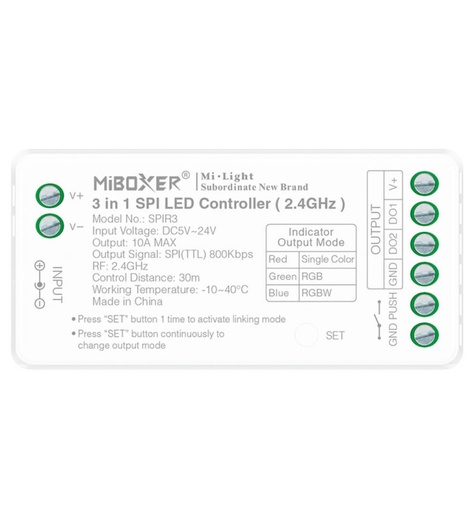 MiBOXER®
Mi · Light
Subordinate New Brand
3 in 1 SPI LED Controller ( 2.4GHz )
Model No.: SPIR3
Input Voltage: DC5V~24V
Output: 10A MAX
Output Signal: SPI(TTL) 800Kbps
RF: 2.4GHz
Control Distance: 30m
Working Temperature: -10~40°C
Made in China
• Press "SET" button 1 time to activate linking mode
• Press "SET" button continuously to
change output mode
Indicator
Output Mode
Red Single Color
Green RGB
Blue RGBW
SET
V+
V−
INPUT
+
−
OUTPUT
V+
DO1
DO2
GND
PUSH
GND